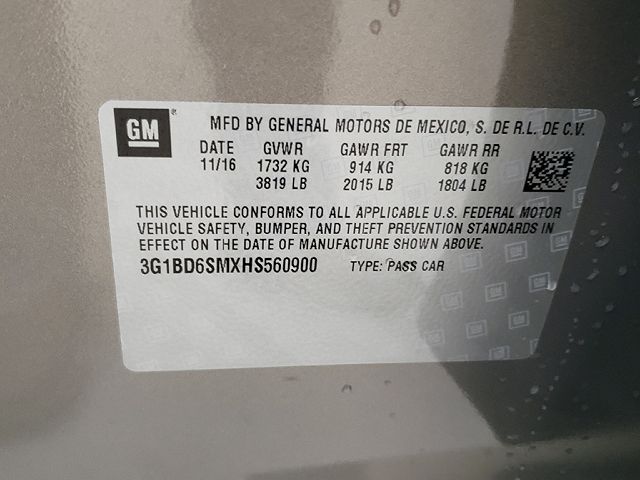 GM
MFD BY GENERAL MOTORS DE MEXICO, S. DE R.L. DE C.V.
DATE GVWR GAWR FRT GAWR RR
11/16 1732 KG 914 KG 818 KG
3819 LB 2015 LB 1804 LB
THIS VEHICLE CONFORMS TO ALL APPLICABLE U.S. FEDERAL MOTOR
VEHICLE SAFETY, BUMPER, AND THEFT PREVENTION STANDARDS IN
EFFECT ON THE DATE OF MANUFACTURE SHOWN ABOVE.
3G1BD6SMXHS560900 TYPE: PASS CAR